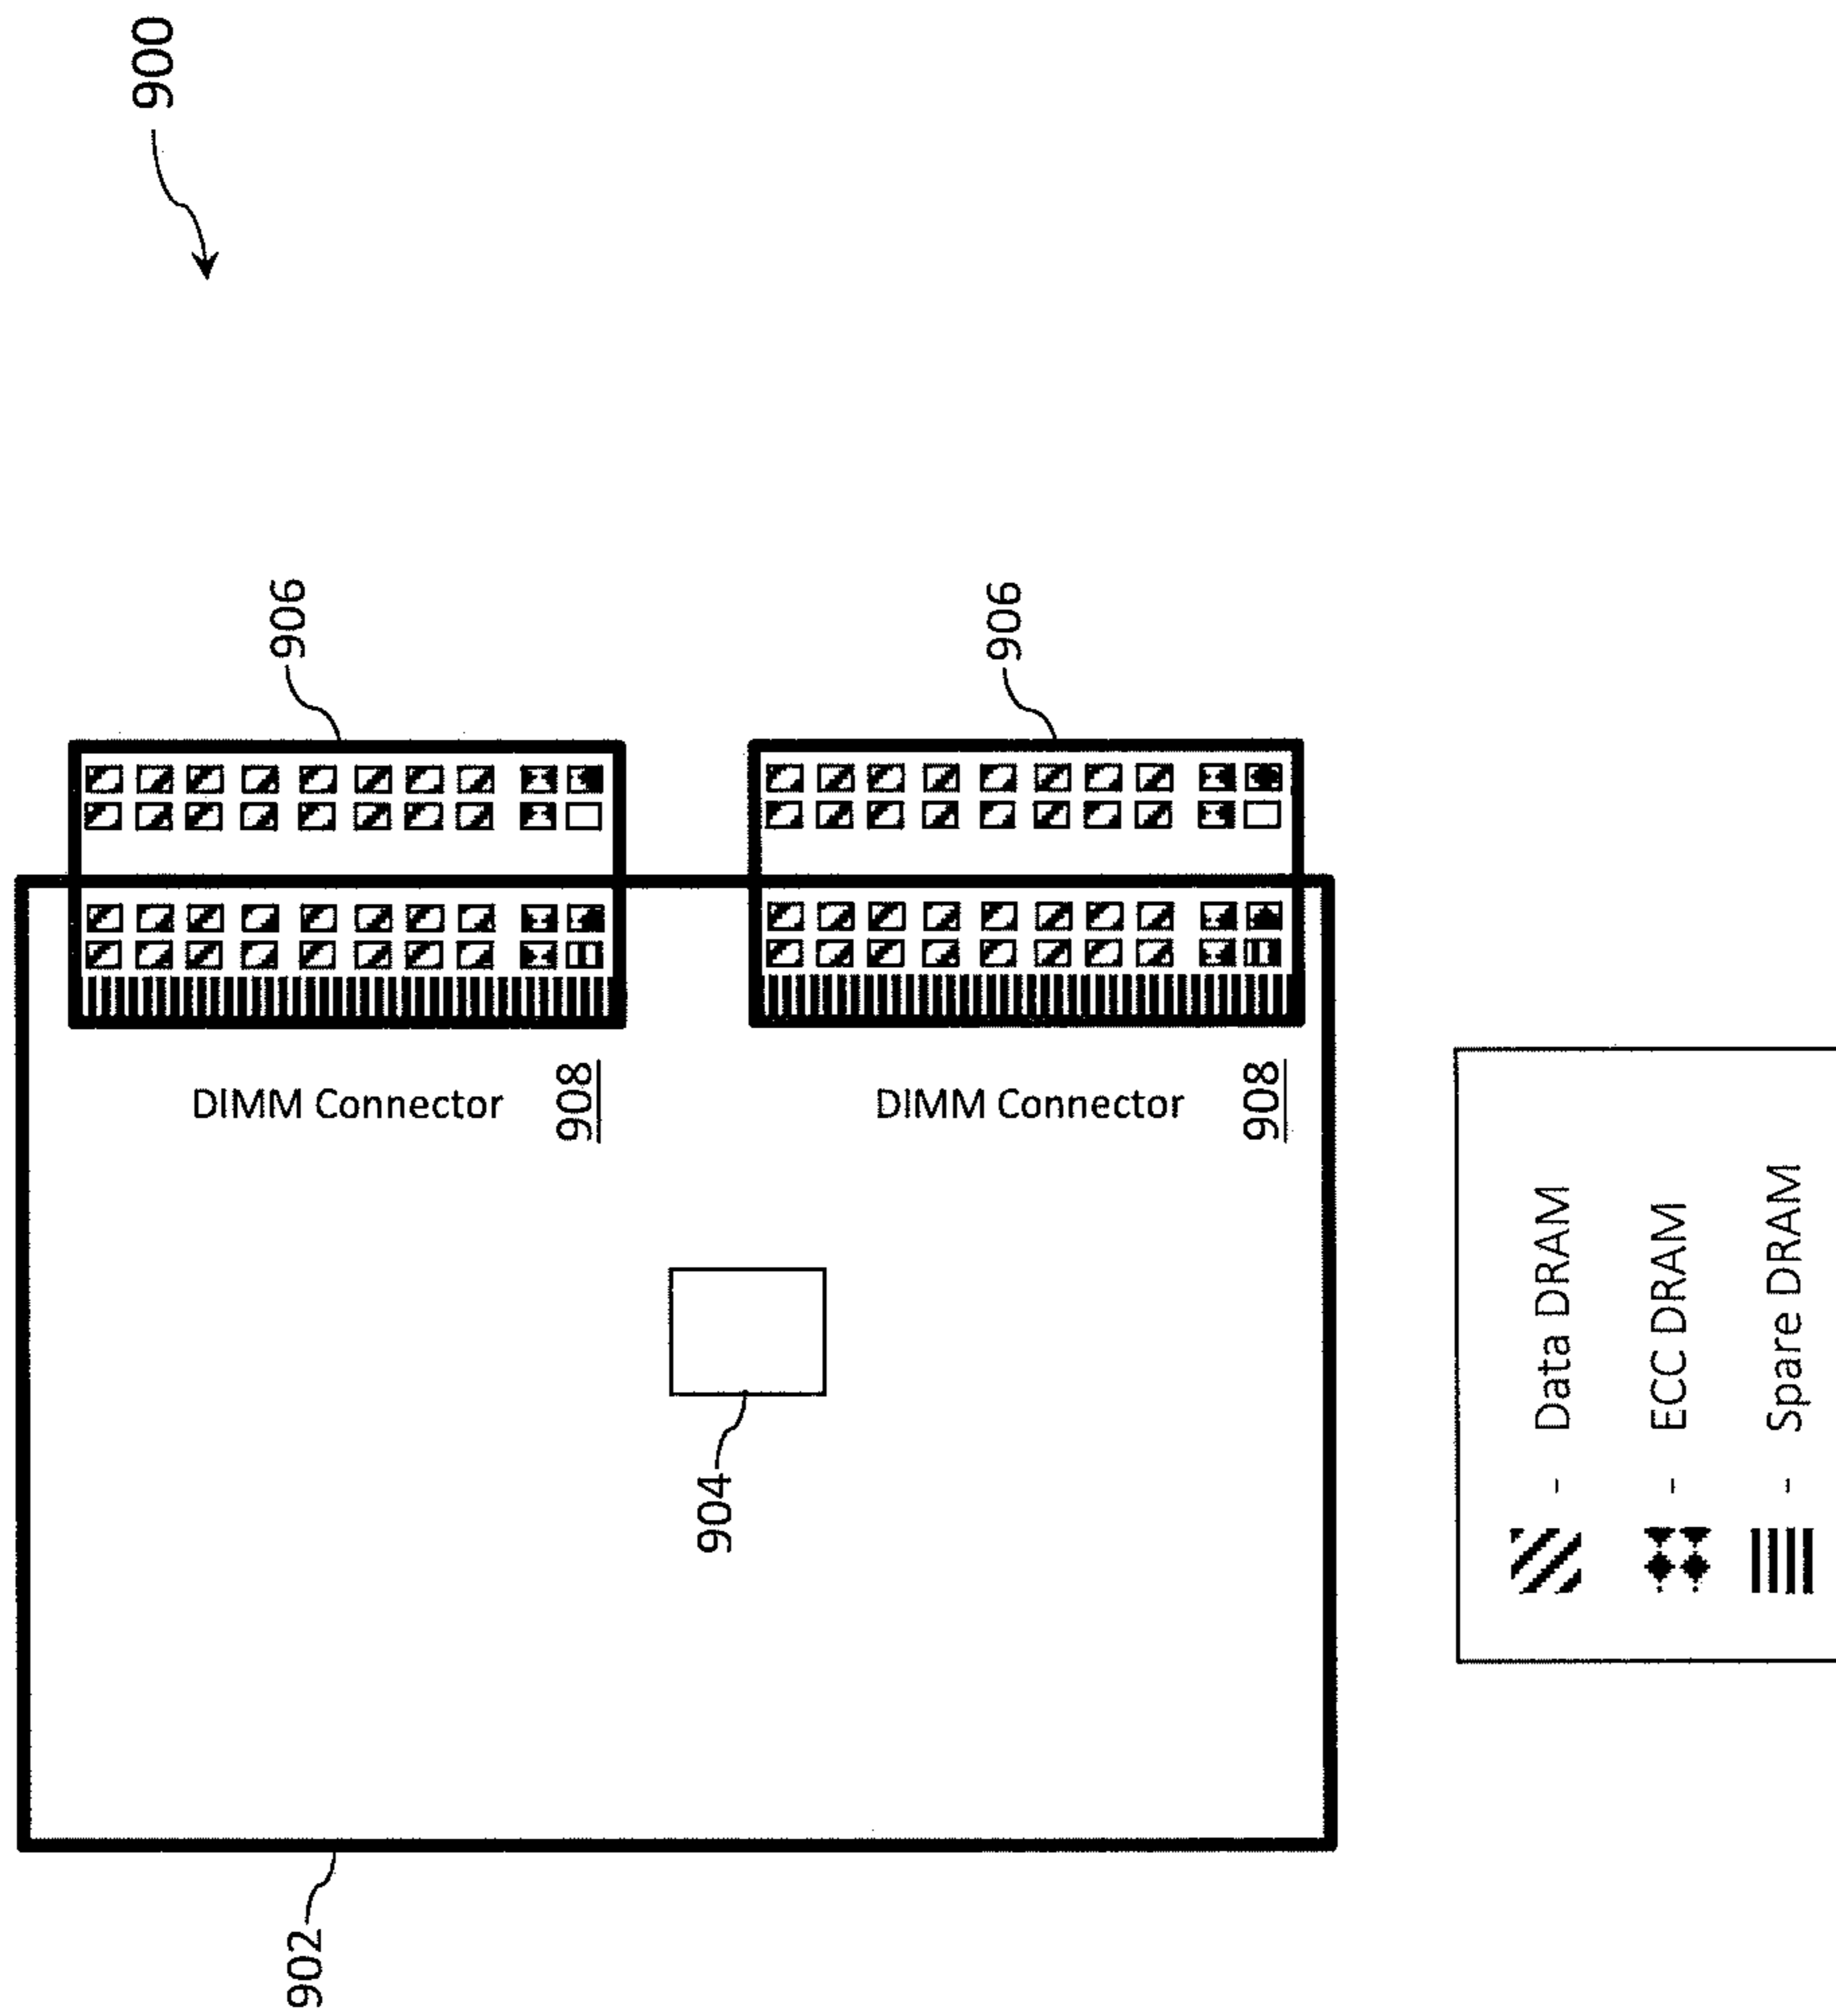 900
906
906
DIMM Connector
908
DIMM Connector
908
904
902
- Data DRAM
- ECC DRAM
- Spare DRAM